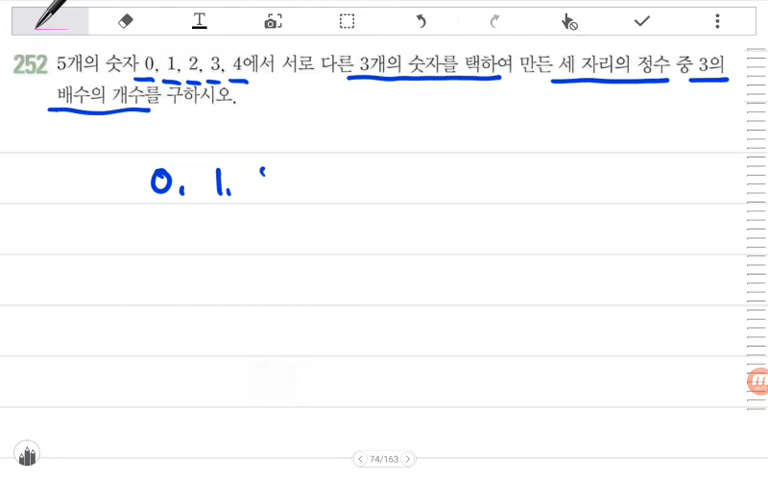 T
252 5개의 숫자 0, 1, 2, 3, 4에서 서로 다른 3개의 숫자를 택하여 만든 세 자리의 정수 중 3의
배수의 개수를 구하시오.
0. 1.
74/163